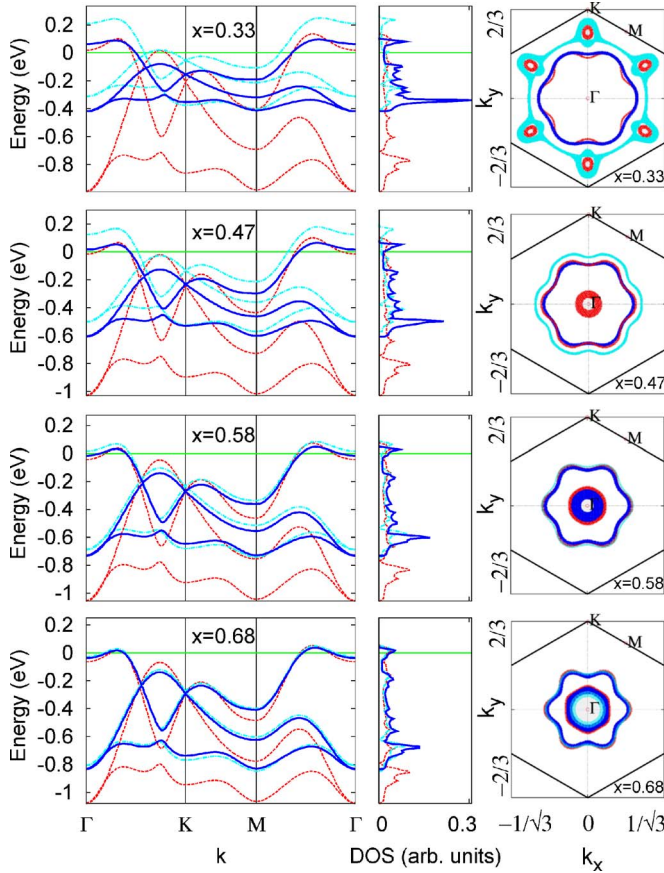 x=0.33
Energy (eV)
0.2
0
-0.2
-0.4
-0.6
-0.8
2/3
k_y
−2/3
K
M
Γ
x=0.33
x=0.47
Energy (eV)
0.2
0
-0.2
-0.4
-0.6
-0.8
-1
2/3
k_y
−2/3
K
M
Γ
x=0.47
x=0.58
Energy (eV)
0.2
0
-0.2
-0.4
-0.6
-0.8
-1
2/3
k_y
−2/3
K
M
Γ
x=0.58
x=0.68
Energy (eV)
0.2
0
-0.2
-0.4
-0.6
-0.8
-1
2/3
k_y
−2/3
K
M
Γ
x=0.68
Γ K M Γ
k
0 0.3
DOS (arb. units)
−1/√3 0 1/√3
k_x